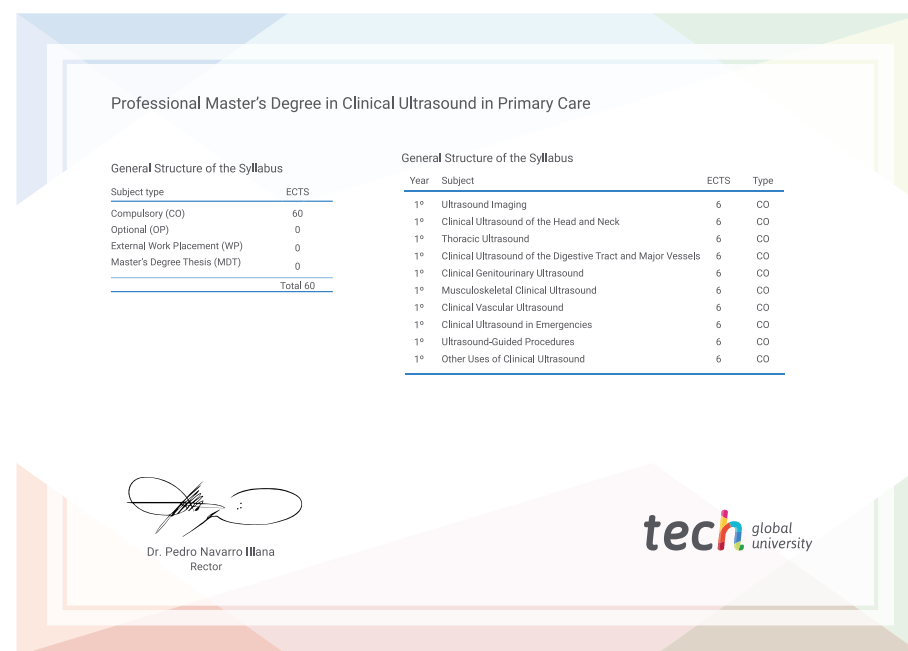 Professional Master's Degree in Clinical Ultrasound in Primary Care
General Structure of the Syllabus
Subject type ECTS
Compulsory (CO) 60
Optional (OP) 0
External Work Placement (WP) 0
Master's Degree Thesis (MDT) 0
Total 60
General Structure of the Syllabus
Year Subject ECTS Type
1º Ultrasound Imaging 6 CO
1º Clinical Ultrasound of the Head and Neck 6 CO
1º Thoracic Ultrasound 6 CO
1º Clinical Ultrasound of the Digestive Tract and Major Vessels 6 CO
1º Clinical Genitourinary Ultrasound 6 CO
1º Musculoskeletal Clinical Ultrasound 6 CO
1º Clinical Vascular Ultrasound 6 CO
1º Clinical Ultrasound in Emergencies 6 CO
1º Ultrasound-Guided Procedures 6 CO
1º Other Uses of Clinical Ultrasound 6 CO
Dr. Pedro Navarro Illana
Rector
tech global
university